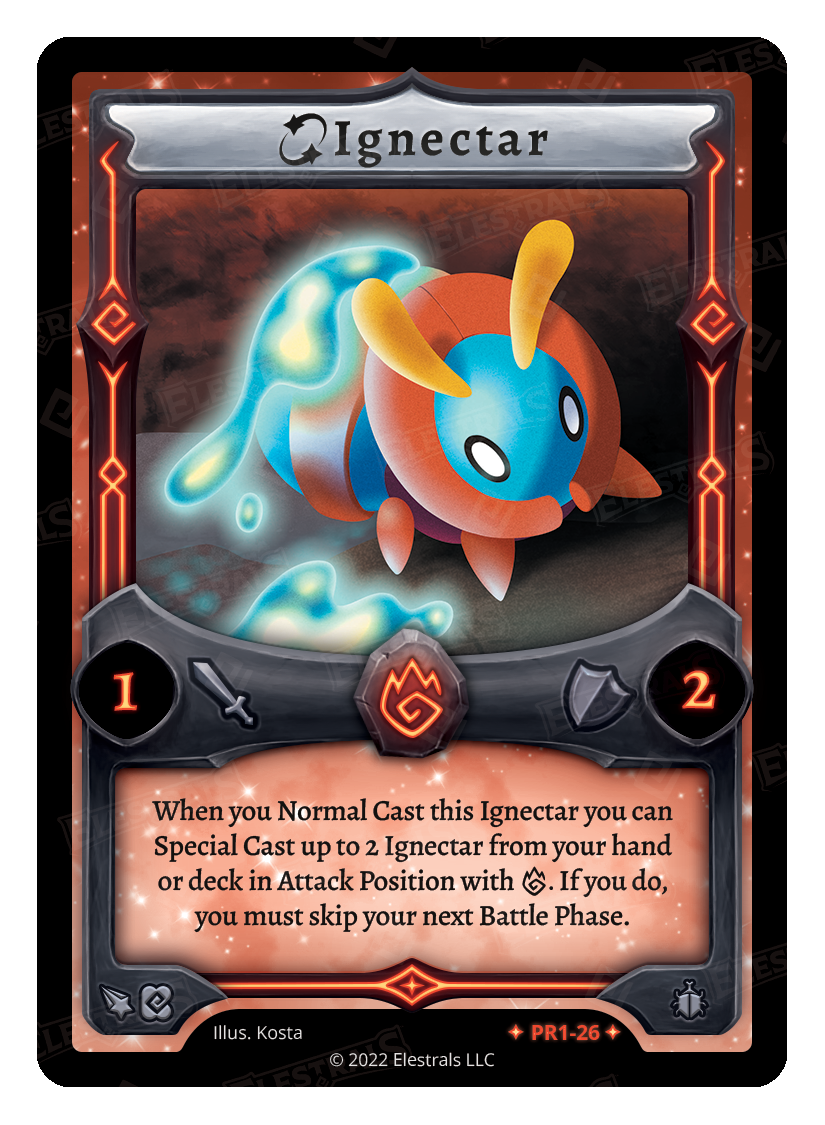 Ignectar
1
2
When you Normal Cast this Ignectar you can
Special Cast up to 2 Ignectar from your hand
or deck in Attack Position with . If you do,
you must skip your next Battle Phase.
Illus. Kosta
PR1-26
© 2022 Elestrals LLC
ELESTRALS